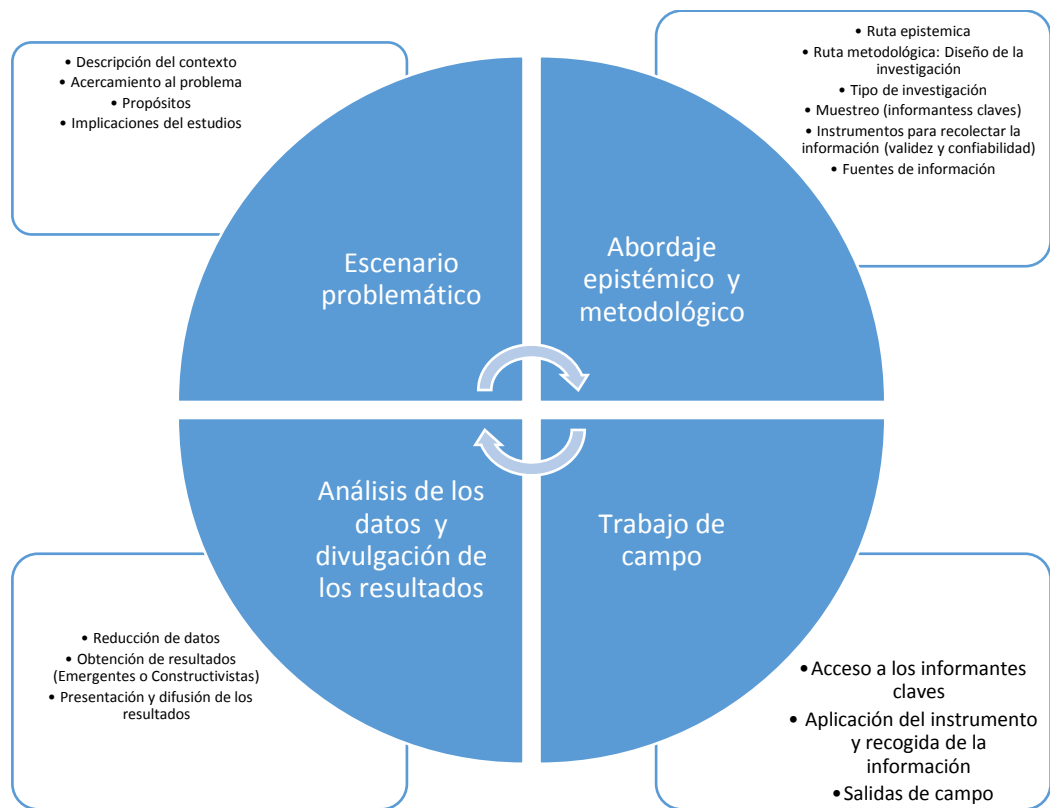 • Descripción del contexto
• Acercamiento al problema
• Propósitos
• Implicaciones del estudios
• Ruta epistemica
• Ruta metodológica: Diseño de la
investigación
• Tipo de investigación
• Muestreo (informantess claves)
• Instrumentos para recolectar la
información (validez y confiabilidad)
• Fuentes de información
Escenario
problemático
Abordaje
epistémico y
metodológico
Análisis de los
datos y
divulgación de
los resultados
Trabajo de
campo
• Reducción de datos
• Obtención de resultados
(Emergentes o Constructivistas)
• Presentación y difusión de los
resultados
•Acceso a los informantes
claves
• Aplicación del instrumento
y recogida de la
información
•Salidas de campo